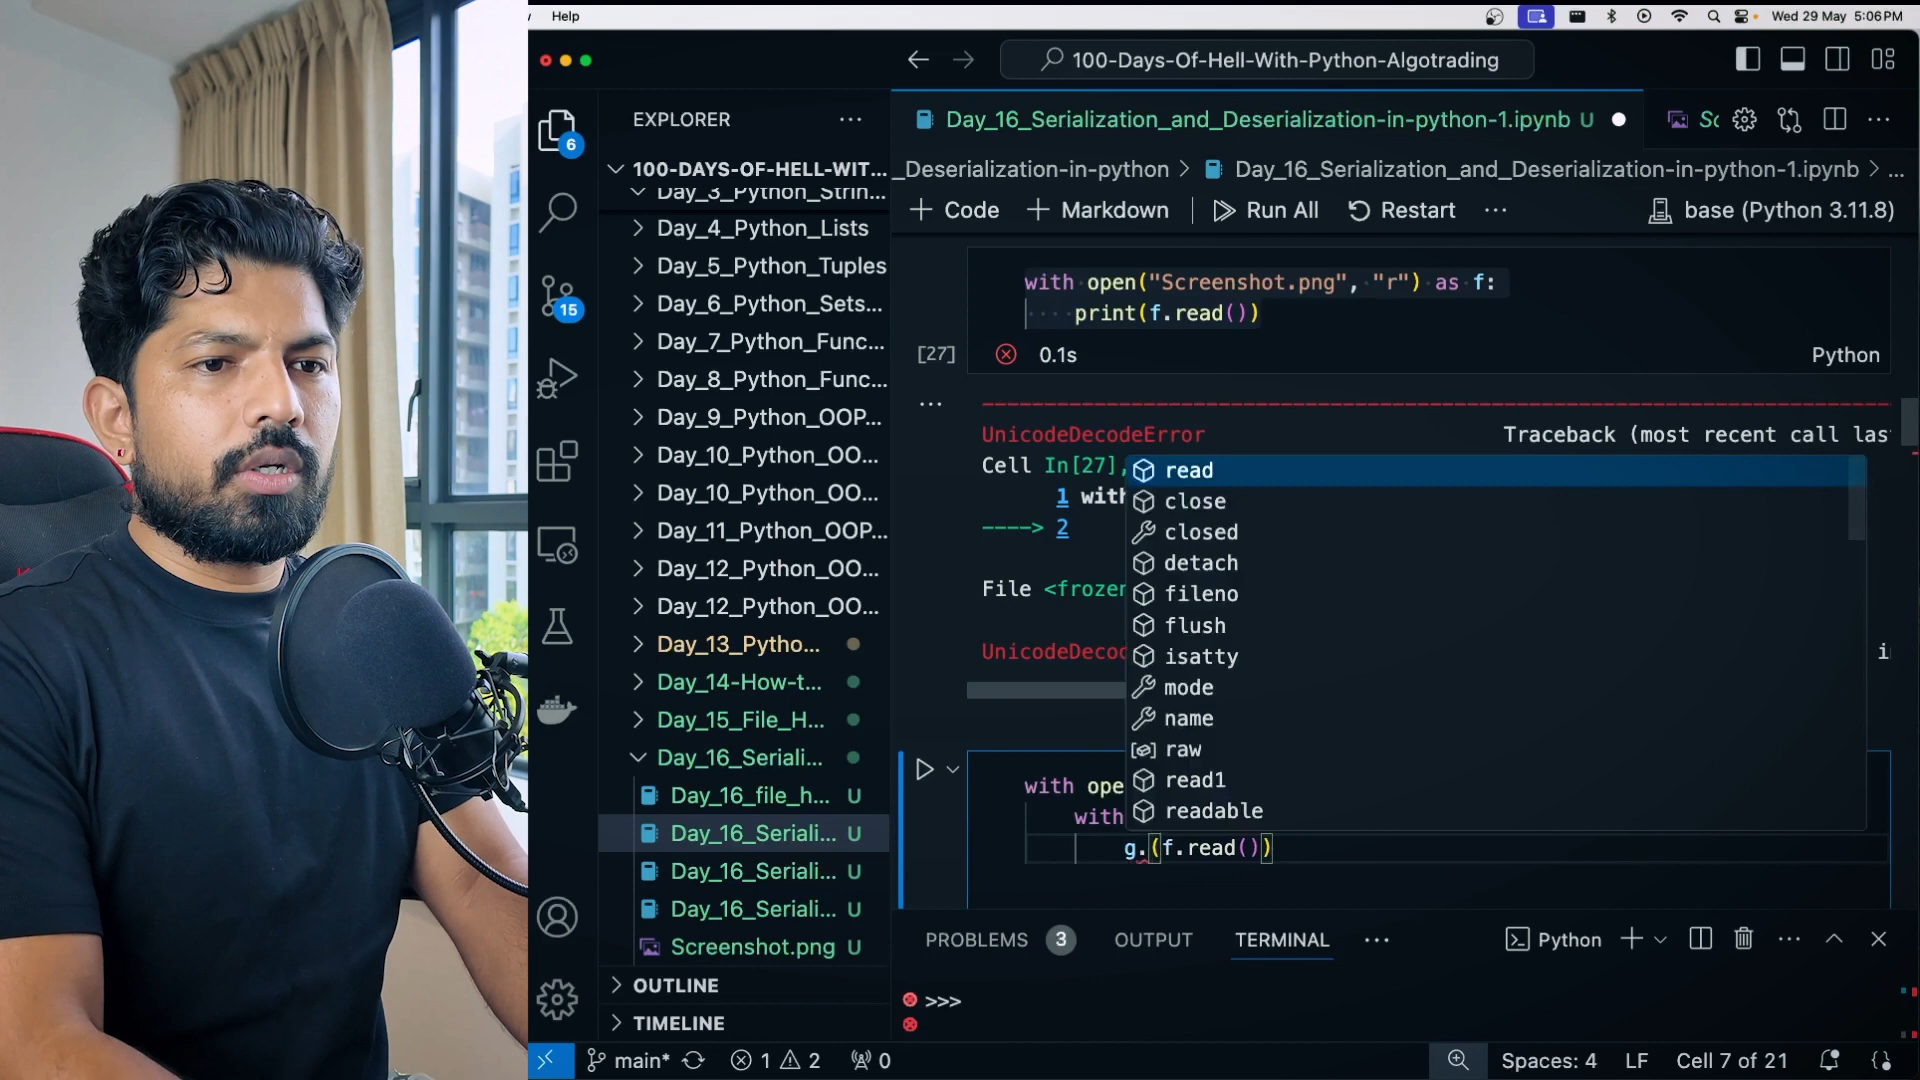 Help
Wed 29 May 5:06 PM
100-Days-Of-Hell-With-Python-Algotrading
6
EXPLORER
Day_16_Serialization_and_Deserialization-in-python-1.ipynb U
100-DAYS-OF-HELL-WIT...
_Deserialization-in-python > Day_16_Serialization_and_Deserialization-in-python-1.ipynb > ...
Day_3_Python_Strin...
+ Code + Markdown Run All Restart ... base (Python 3.11.8)
Day_4_Python_Lists
Day_5_Python_Tuples
Day_6_Python_Sets...
Day_7_Python_Func...
Day_8_Python_Func...
Day_9_Python_OOP...
Day_10_Python_OO...
Day_10_Python_OO...
Day_11_Python_OOP...
Day_12_Python_OO...
Day_12_Python_OO...
Day_13_Pytho...
Day_14-How-t...
Day_15_File_H...
Day_16_Seriali...
Day_16_file_h... U
Day_16_Seriali... U
Day_16_Seriali... U
Day_16_Seriali... U
Screenshot.png U
OUTLINE
TIMELINE
15
with open("Screenshot.png", "r") as f:
print(f.read())
[27] 0.1s Python
UnicodeDecodeError Traceback (most recent call las
Cell In[27],
1 with
----> 2
File <frozen
UnicodeDecod i
read
close
closed
detach
fileno
flush
isatty
mode
name
raw
read1
readable
with ope
with
g.(f.read())
PROBLEMS 3 OUTPUT TERMINAL ... Python
>>>
main* 1 2 0 Spaces: 4 LF Cell 7 of 21